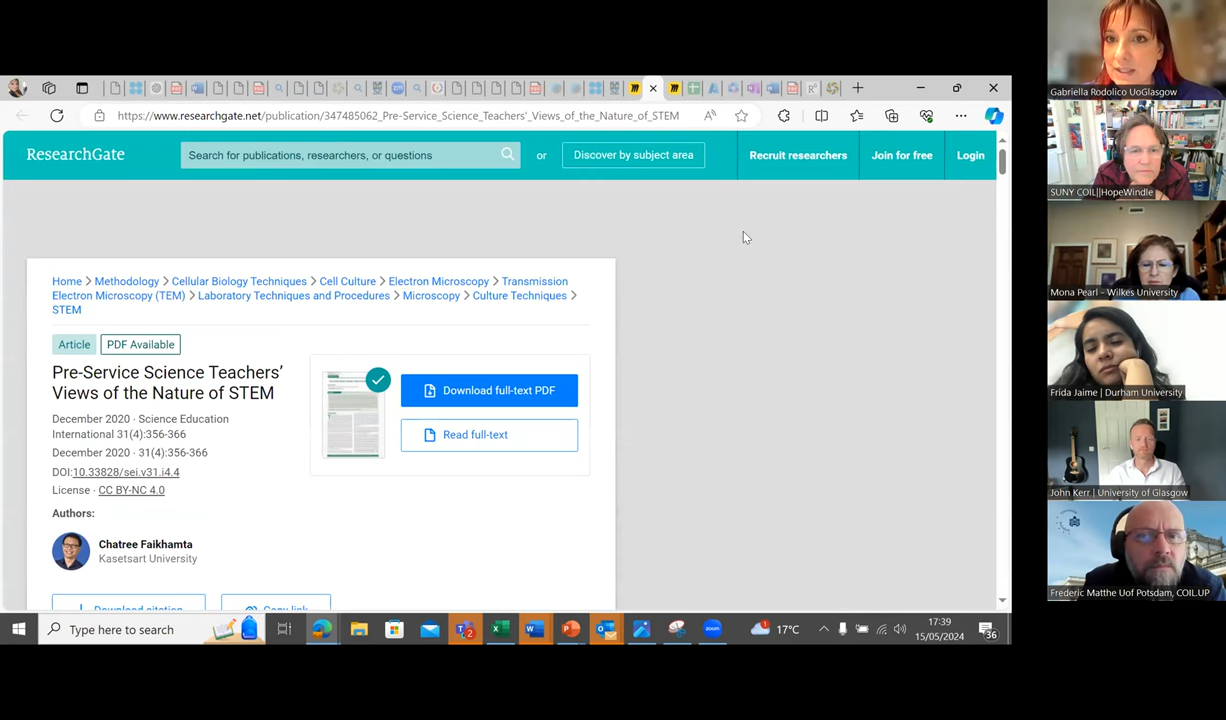 https://www.researchgate.net/publication/347485062_Pre-Service_Science_Teachers'_Views_of_the_Nature_of_STEM
ResearchGate
Search for publications, researchers, or questions
or
Discover by subject area
Recruit researchers
Join for free
Login
Home > Methodology > Cellular Biology Techniques > Cell Culture > Electron Microscopy > Transmission
Electron Microscopy (TEM) > Laboratory Techniques and Procedures > Microscopy > Culture Techniques >
STEM
Article
PDF Available
Pre-Service Science Teachers'
Views of the Nature of STEM
December 2020 · Science Education
International 31(4):356-366
December 2020 · 31(4):356-366
DOI:10.33828/sei.v31.i4.4
License · CC BY-NC 4.0
Authors:
Chatree Faikhamta
Kasetsart University
Download full-text PDF
Read full-text
Download citation
Copy link
Type here to search
2
1
17°C
17:39
15/05/2024
36
Gabriella Rodolico UoGlasgow
SUNY COIL||HopeWindle
Mona Pearl - Wilkes University
Frida Jaime | Durham University
John Kerr | University of Glasgow
Frederic Matthe Uof Potsdam, COIL.UP